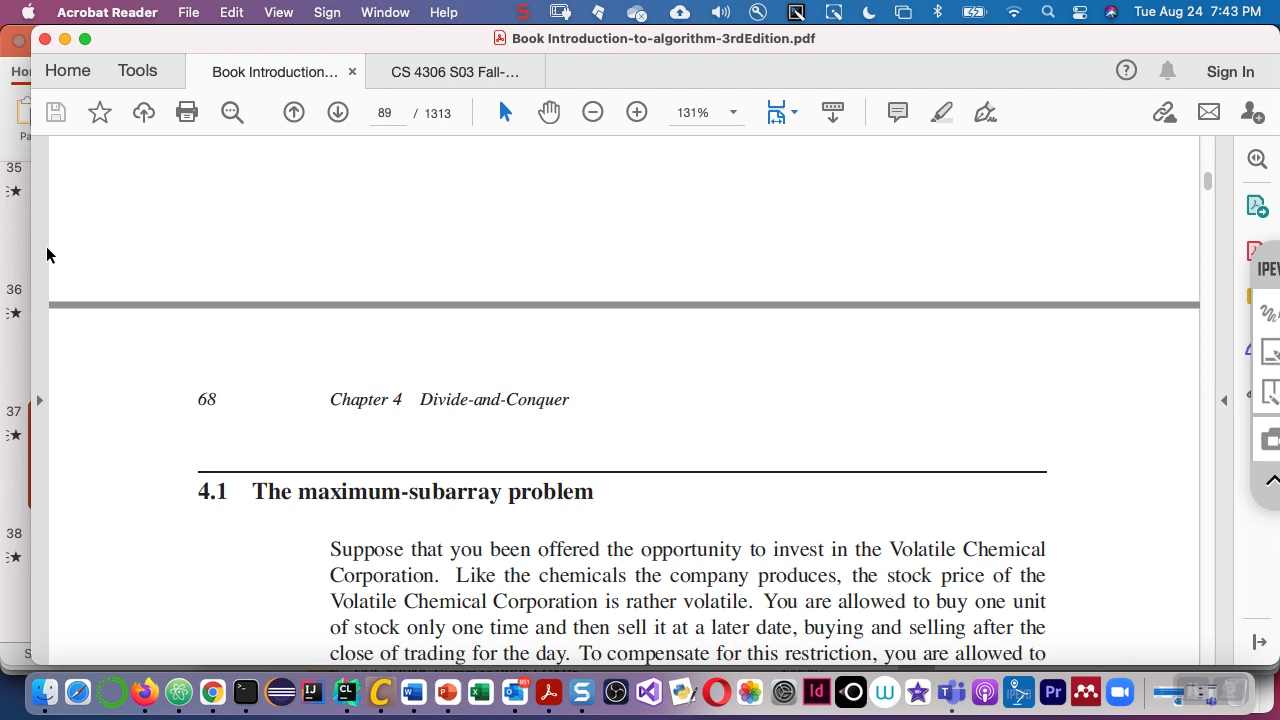 Acrobat Reader File Edit View Sign Window Help Tue Aug 24 7:43 PM
Book Introduction-to-algorithm-3rdEdition.pdf
Home Tools Book Introduction... × CS 4306 S03 Fall-... Sign In
89 / 1313 131%
35
36
37
38
68 Chapter 4 Divide-and-Conquer
4.1 The maximum-subarray problem
Suppose that you been offered the opportunity to invest in the Volatile Chemical
Corporation. Like the chemicals the company produces, the stock price of the
Volatile Chemical Corporation is rather volatile. You are allowed to buy one unit
of stock only one time and then sell it at a later date, buying and selling after the
close of trading for the day. To compensate for this restriction, you are allowed to